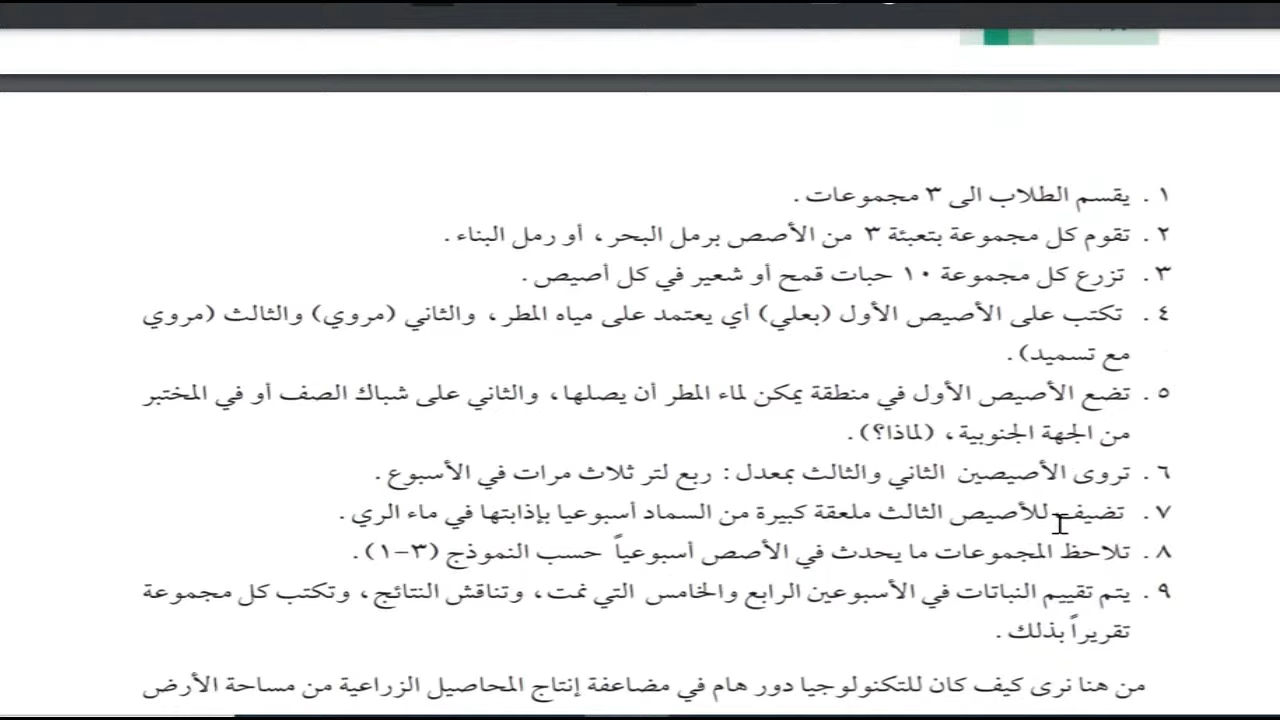 ١ . يقسم الطلاب الى ٣ مجموعات .
٢ . تقوم كل مجموعة بتعبئة ٣ من الأصص برمل البحر، أو رمل البناء .
٣ . تزرع كل مجموعة ١٠ حبات قمح أو شعير في كل أصيص .
٤ . تكتب على الأصيص الأول (بعلي) أي يعتمد على مياه المطر، والثاني (مروي) والثالث (مروي
مع تسميد) .
٥ . تضع الأصيص الأول في منطقة يمكن لماء المطر أن يصلها، والثاني على شباك الصف أو في المختبر
من الجهة الجنوبية، (لماذا؟) .
٦ . تروى الأصيصين الثاني والثالث بمعدل : ربع لتر ثلاث مرات في الأسبوع .
٧ . تضيف للأصيص الثالث ملعقة كبيرة من السماد أسبوعيا بإذابتها في ماء الري .
٨ . تلاحظ المجموعات ما يحدث في الأصص أسبوعياً حسب النموذج (٣-١) .
٩ . يتم تقييم النباتات في الأسبوعين الرابع والخامس التي نمت، وتناقش النتائج، وتكتب كل مجموعة
تقريراً بذلك .
من هنا نرى كيف كان للتكنولوجيا دور هام في مضاعفة إنتاج المحاصيل الزراعية من مساحة الأرض